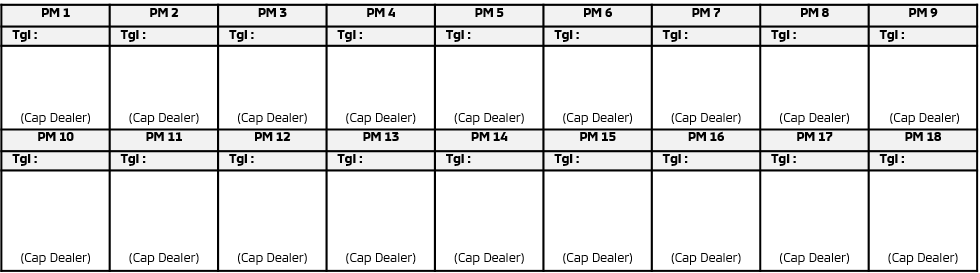 PM 1 PM 2 PM 3 PM 4 PM 5 PM 6 PM 7 PM 8 PM 9
Tgl : Tgl : Tgl : Tgl : Tgl : Tgl : Tgl : Tgl : Tgl :
(Cap Dealer) (Cap Dealer) (Cap Dealer) (Cap Dealer) (Cap Dealer) (Cap Dealer) (Cap Dealer) (Cap Dealer) (Cap Dealer)
PM 10 PM 11 PM 12 PM 13 PM 14 PM 15 PM 16 PM 17 PM 18
Tgl : Tgl : Tgl : Tgl : Tgl : Tgl : Tgl : Tgl : Tgl :
(Cap Dealer) (Cap Dealer) (Cap Dealer) (Cap Dealer) (Cap Dealer) (Cap Dealer) (Cap Dealer) (Cap Dealer) (Cap Dealer)